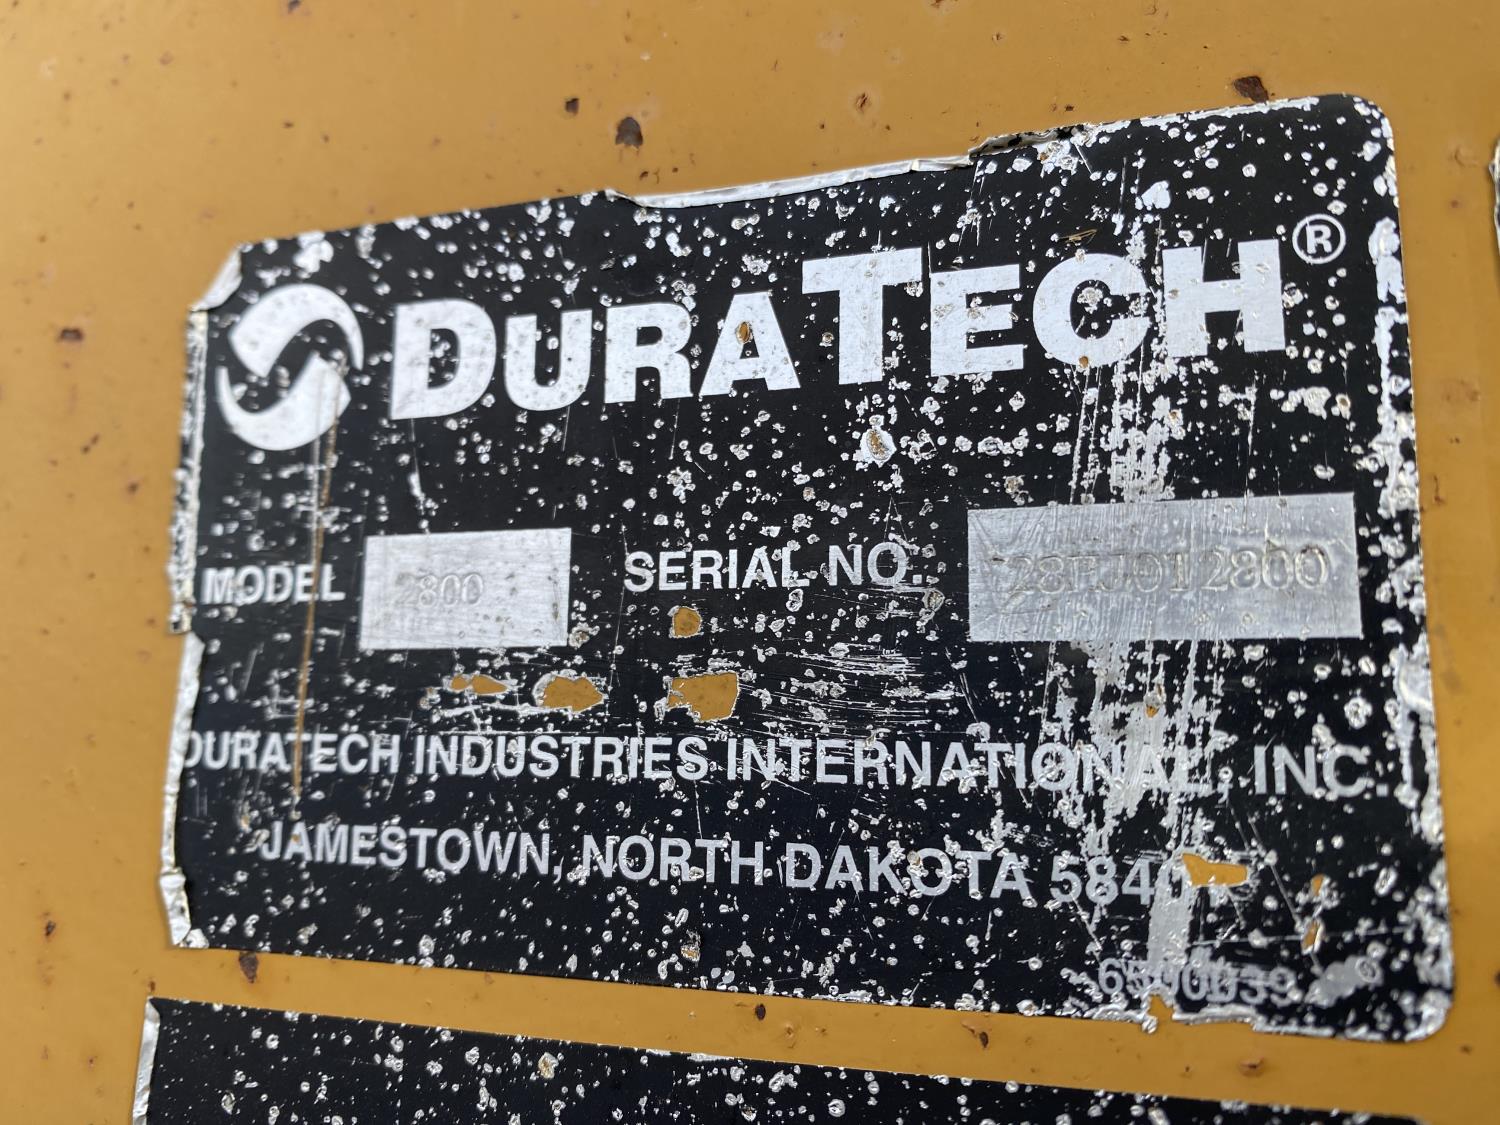 DURATECH®
MODEL 2800 SERIAL NO.
DURATECH INDUSTRIES INTERNATIONAL, INC.
JAMESTOWN, NORTH DAKOTA